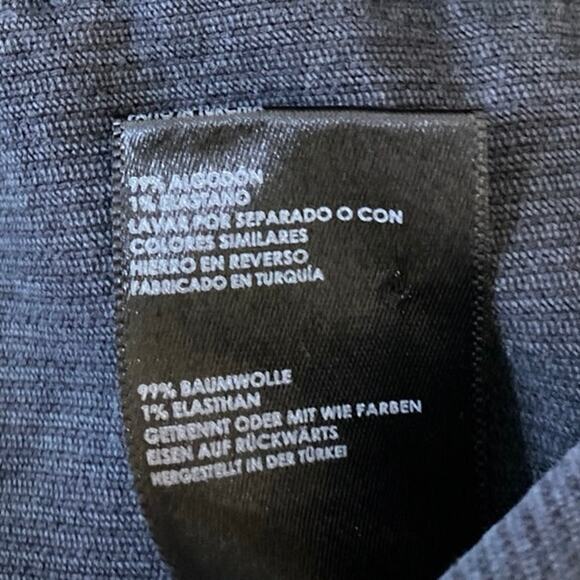 99% ALGODÓN
1% ELASTANO
LAVAR POR SEPARADO O CON
COLORES SIMILARES
HIERRO EN REVERSO
FABRICADO EN TURQUÍA
99% BAUMWOLLE
1% ELASTHAN
GETRENNT ODER MIT WIE FARBEN
EISEN AUF RÜCKWÄRTS
HERGESTELLT IN DER TÜRKEI